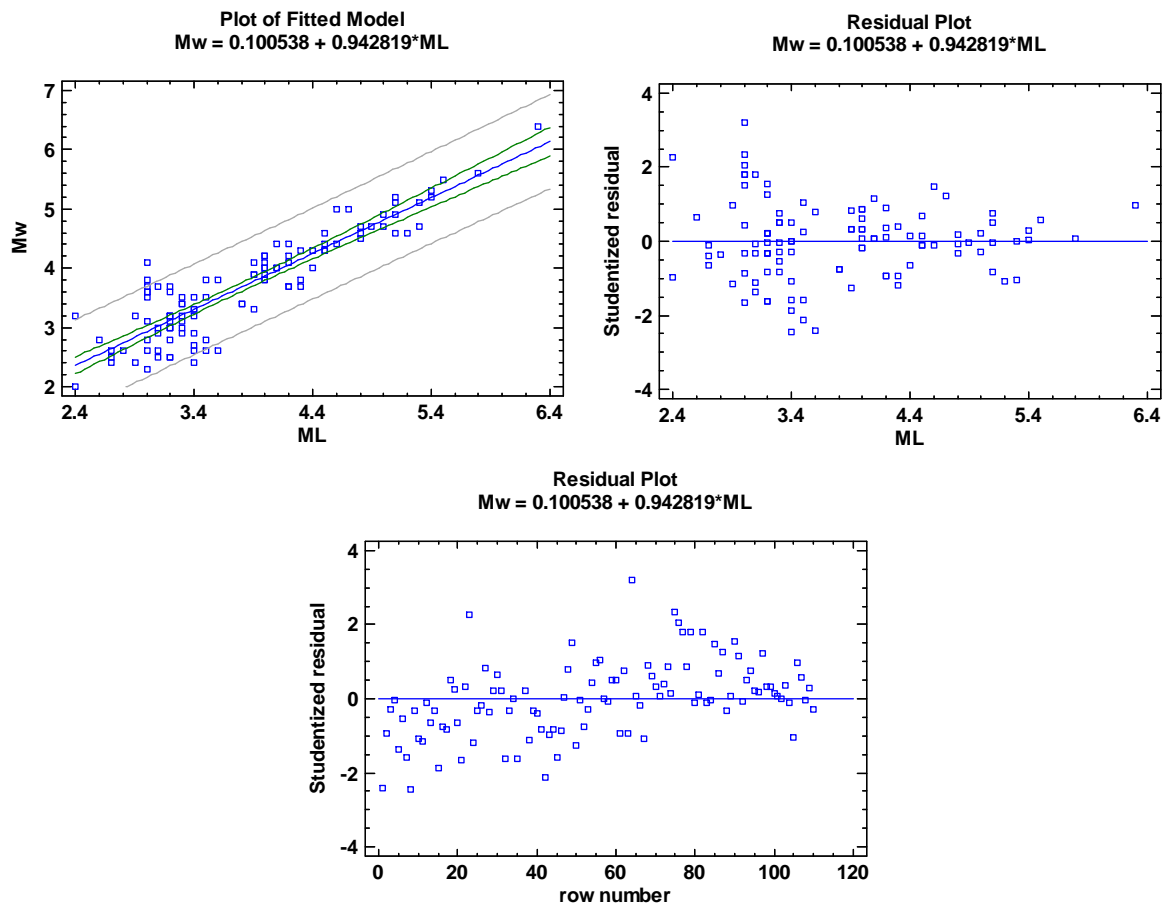 Plot of Fitted Model
Mw = 0.100538 + 0.942819*ML
7
6
5
4
3
2
Mw
2.4 3.4 4.4 5.4 6.4
ML
Residual Plot
Mw = 0.100538 + 0.942819*ML
4
2
0
-2
-4
Studentized residual
2.4 3.4 4.4 5.4 6.4
ML
Residual Plot
Mw = 0.100538 + 0.942819*ML
4
2
0
-2
-4
Studentized residual
0 20 40 60 80 100 120
row number